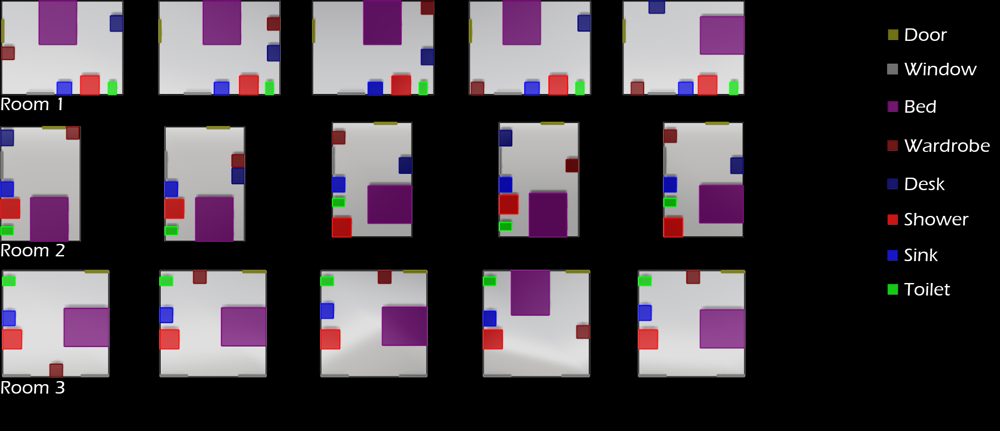 Door
Window
Room 1
Bed
Wardrobe
Desk
Shower
Room 2
Sink
Toilet
Room 3